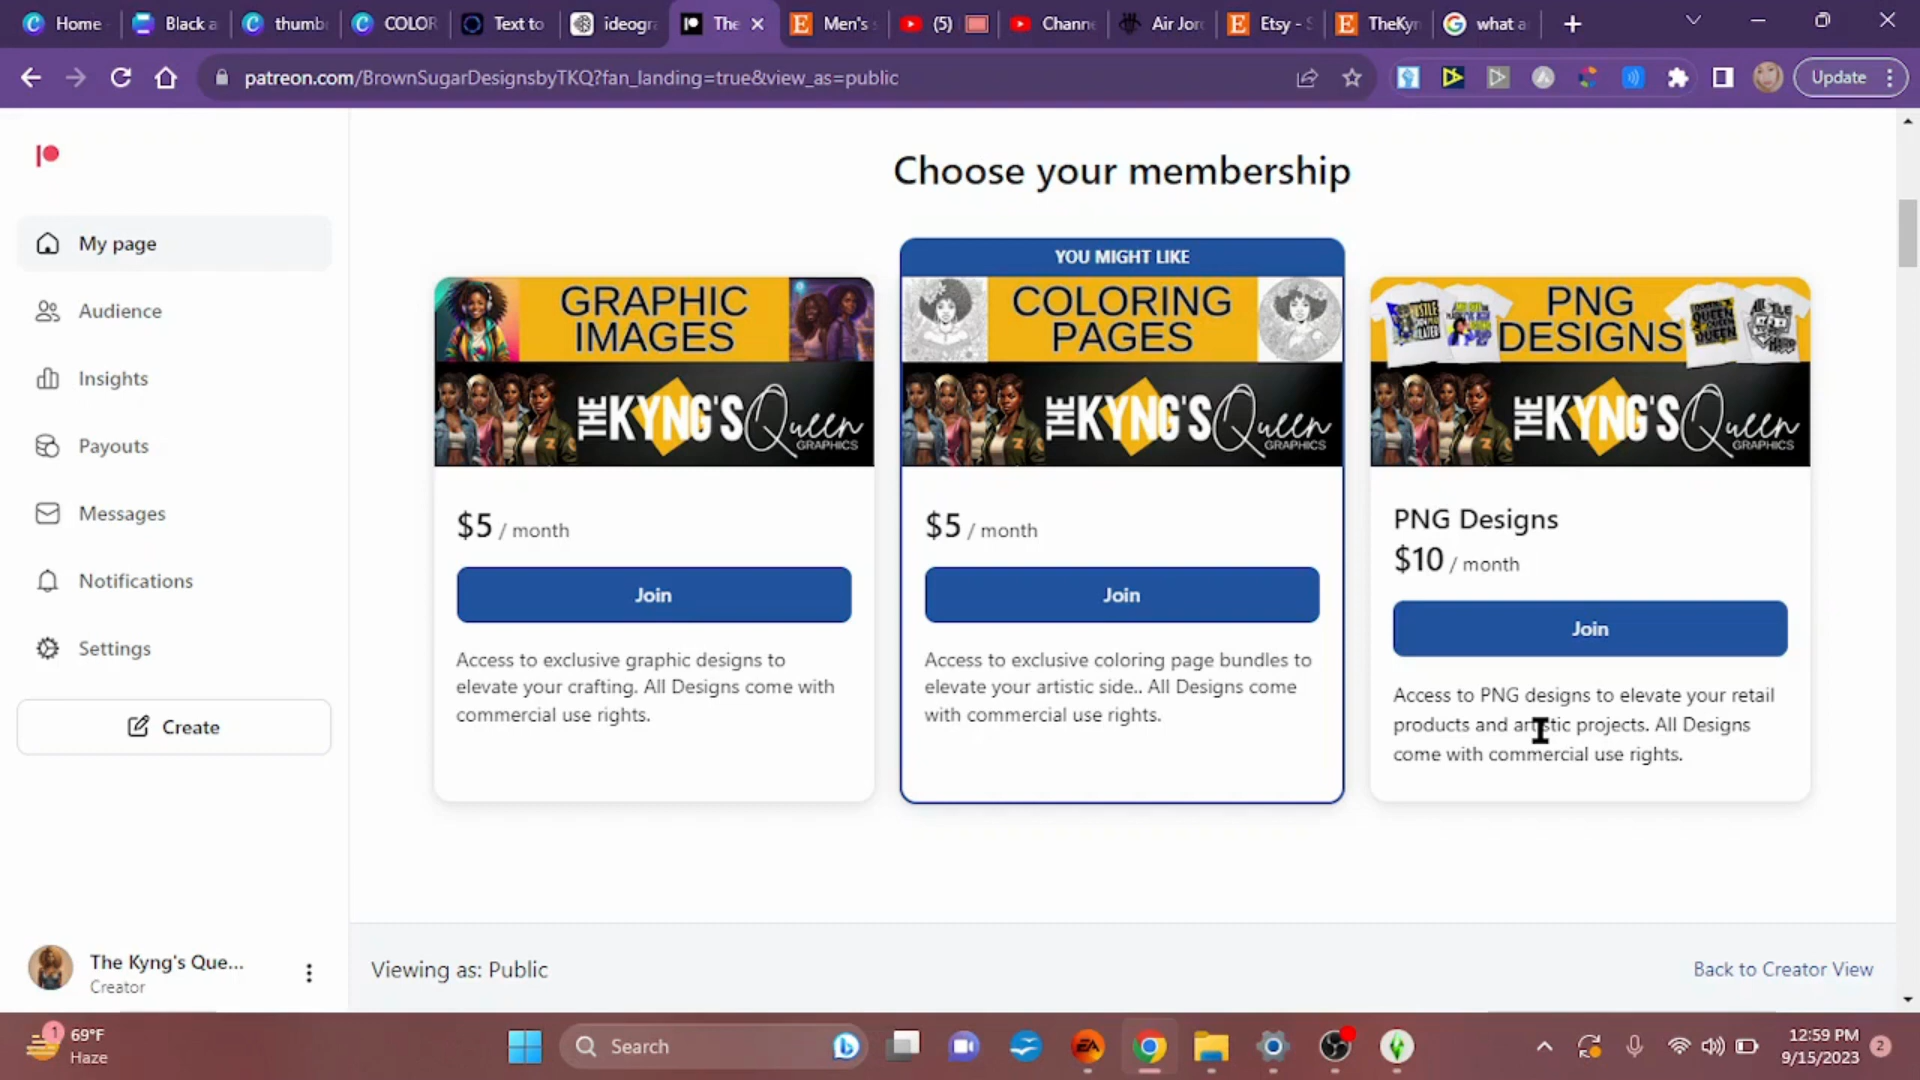 Home
Black a
thumb
COLOR
Text to
ideogr
The
Men's
(5)
Chann
Air Jor
Etsy - S
TheKyn
what a
patreon.com/BrownSugarDesignsbyTKQ?fan_landing=true&view_as=public
Update
My page
Audience
Insights
Payouts
Messages
Notifications
Settings
Create
The Kyng's Que...
Creator
Choose your membership
GRAPHIC
IMAGES
THE KYNG'S Queen
GRAPHICS
$5 / month
Join
Access to exclusive graphic designs to
elevate your crafting. All Designs come with
commercial use rights.
YOU MIGHT LIKE
COLORING
PAGES
THE KYNG'S Queen
GRAPHICS
$5 / month
Join
Access to exclusive coloring page bundles to
elevate your artistic side.. All Designs come
with commercial use rights.
PNG
DESIGNS
THE KYNG'S Queen
GRAPHICS
PNG Designs
$10 / month
Join
Access to PNG designs to elevate your retail
products and artistic projects. All Designs
come with commercial use rights.
Viewing as: Public
Back to Creator View
1
69°F
Haze
Search
EA
12:59 PM
9/15/2023
2